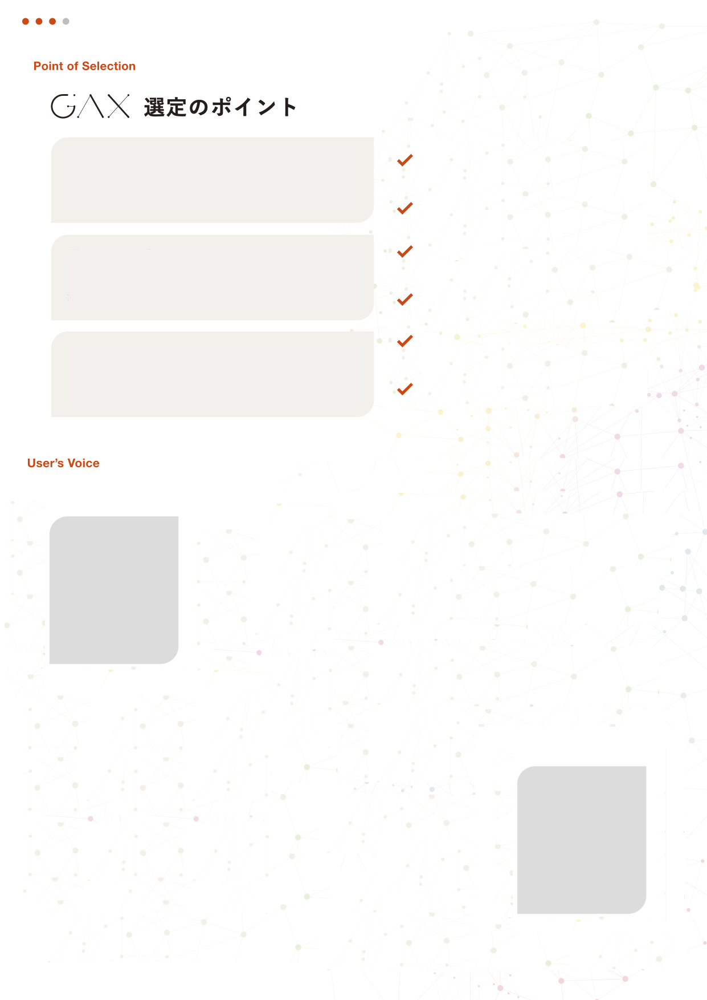 Point of Selection
GAX 選定のポイント
User’s Voice